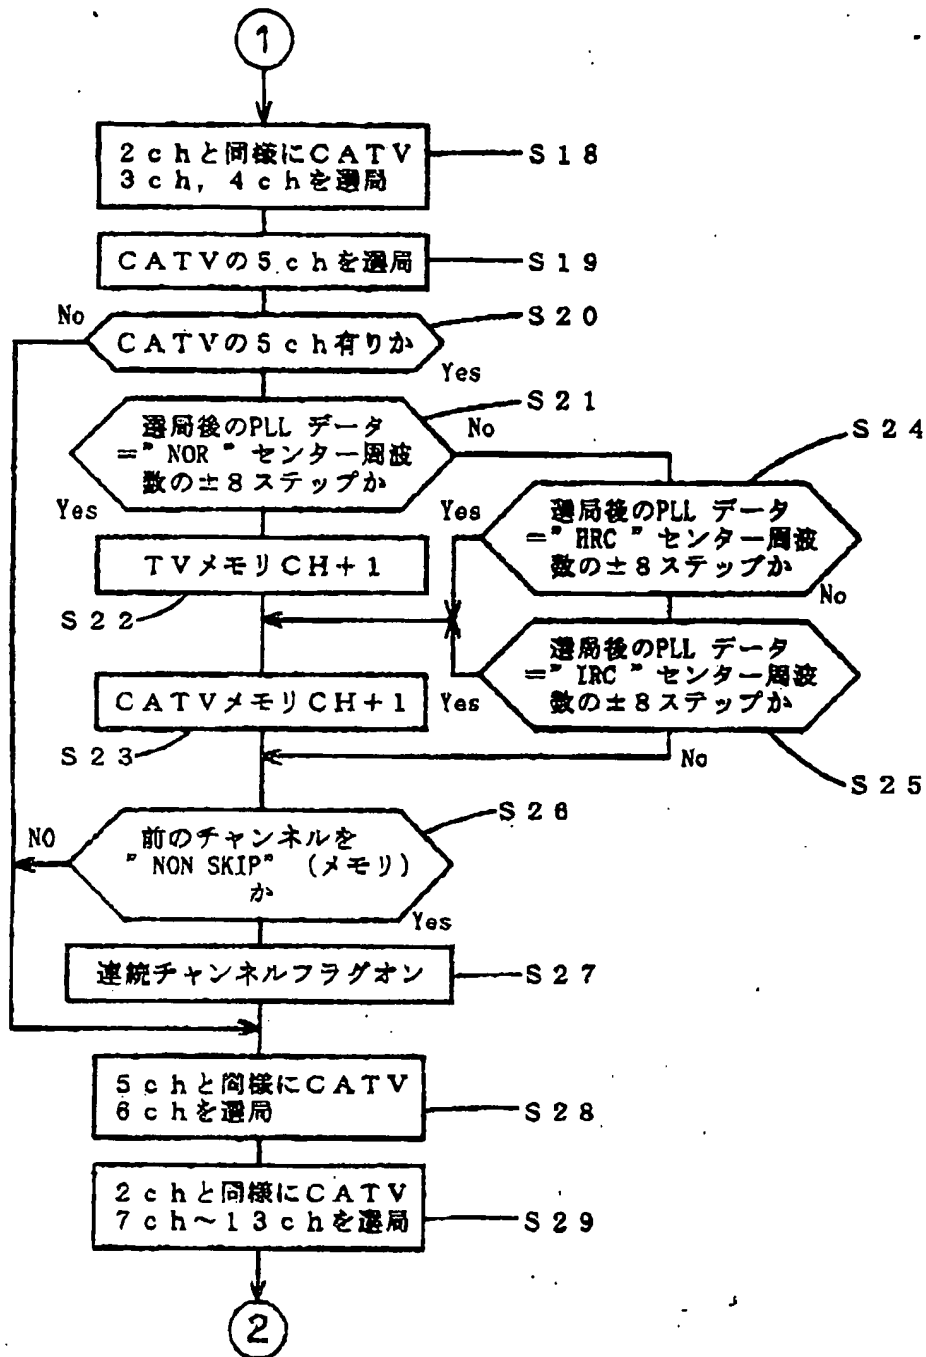 1
2chと同様にCATV
3ch, 4chを選局
S18
CATVの5chを選局
S19
No
CATVの5ch有りか
S20
Yes
選局後のPLL データ
=”NOR ” センター周波
数の±8ステップか
S21
No
Yes
S24
選局後のPLL データ
=”HRC ” センター周波
数の±8ステップか
Yes
No
TVメモリCH+1
S22
選局後のPLL データ
=”IRC ” センター周波
数の±8ステップか
Yes
No
S25
CATVメモリCH+1
S23
前のチャンネルを
”NON SKIP” (メモリ)
か
S26
NO
Yes
連続チャンネルフラグオン
S27
5chと同様にCATV
6chを選局
S28
2chと同様にCATV
7ch~13chを選局
S29
2